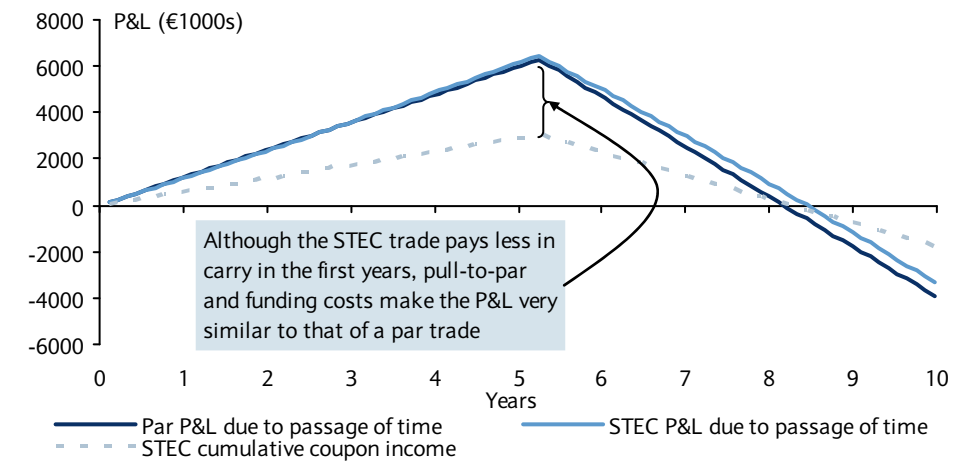 P&L (€1000s)
8000
6000
4000
2000
0
-2000
-4000
-6000
Although the STEC trade pays less in
carry in the first years, pull-to-par
and funding costs make the P&L very
similar to that of a par trade
0 1 2 3 4 5 6 7 8 9 10
Years
Par P&L due to passage of time
STEC P&L due to passage of time
STEC cumulative coupon income